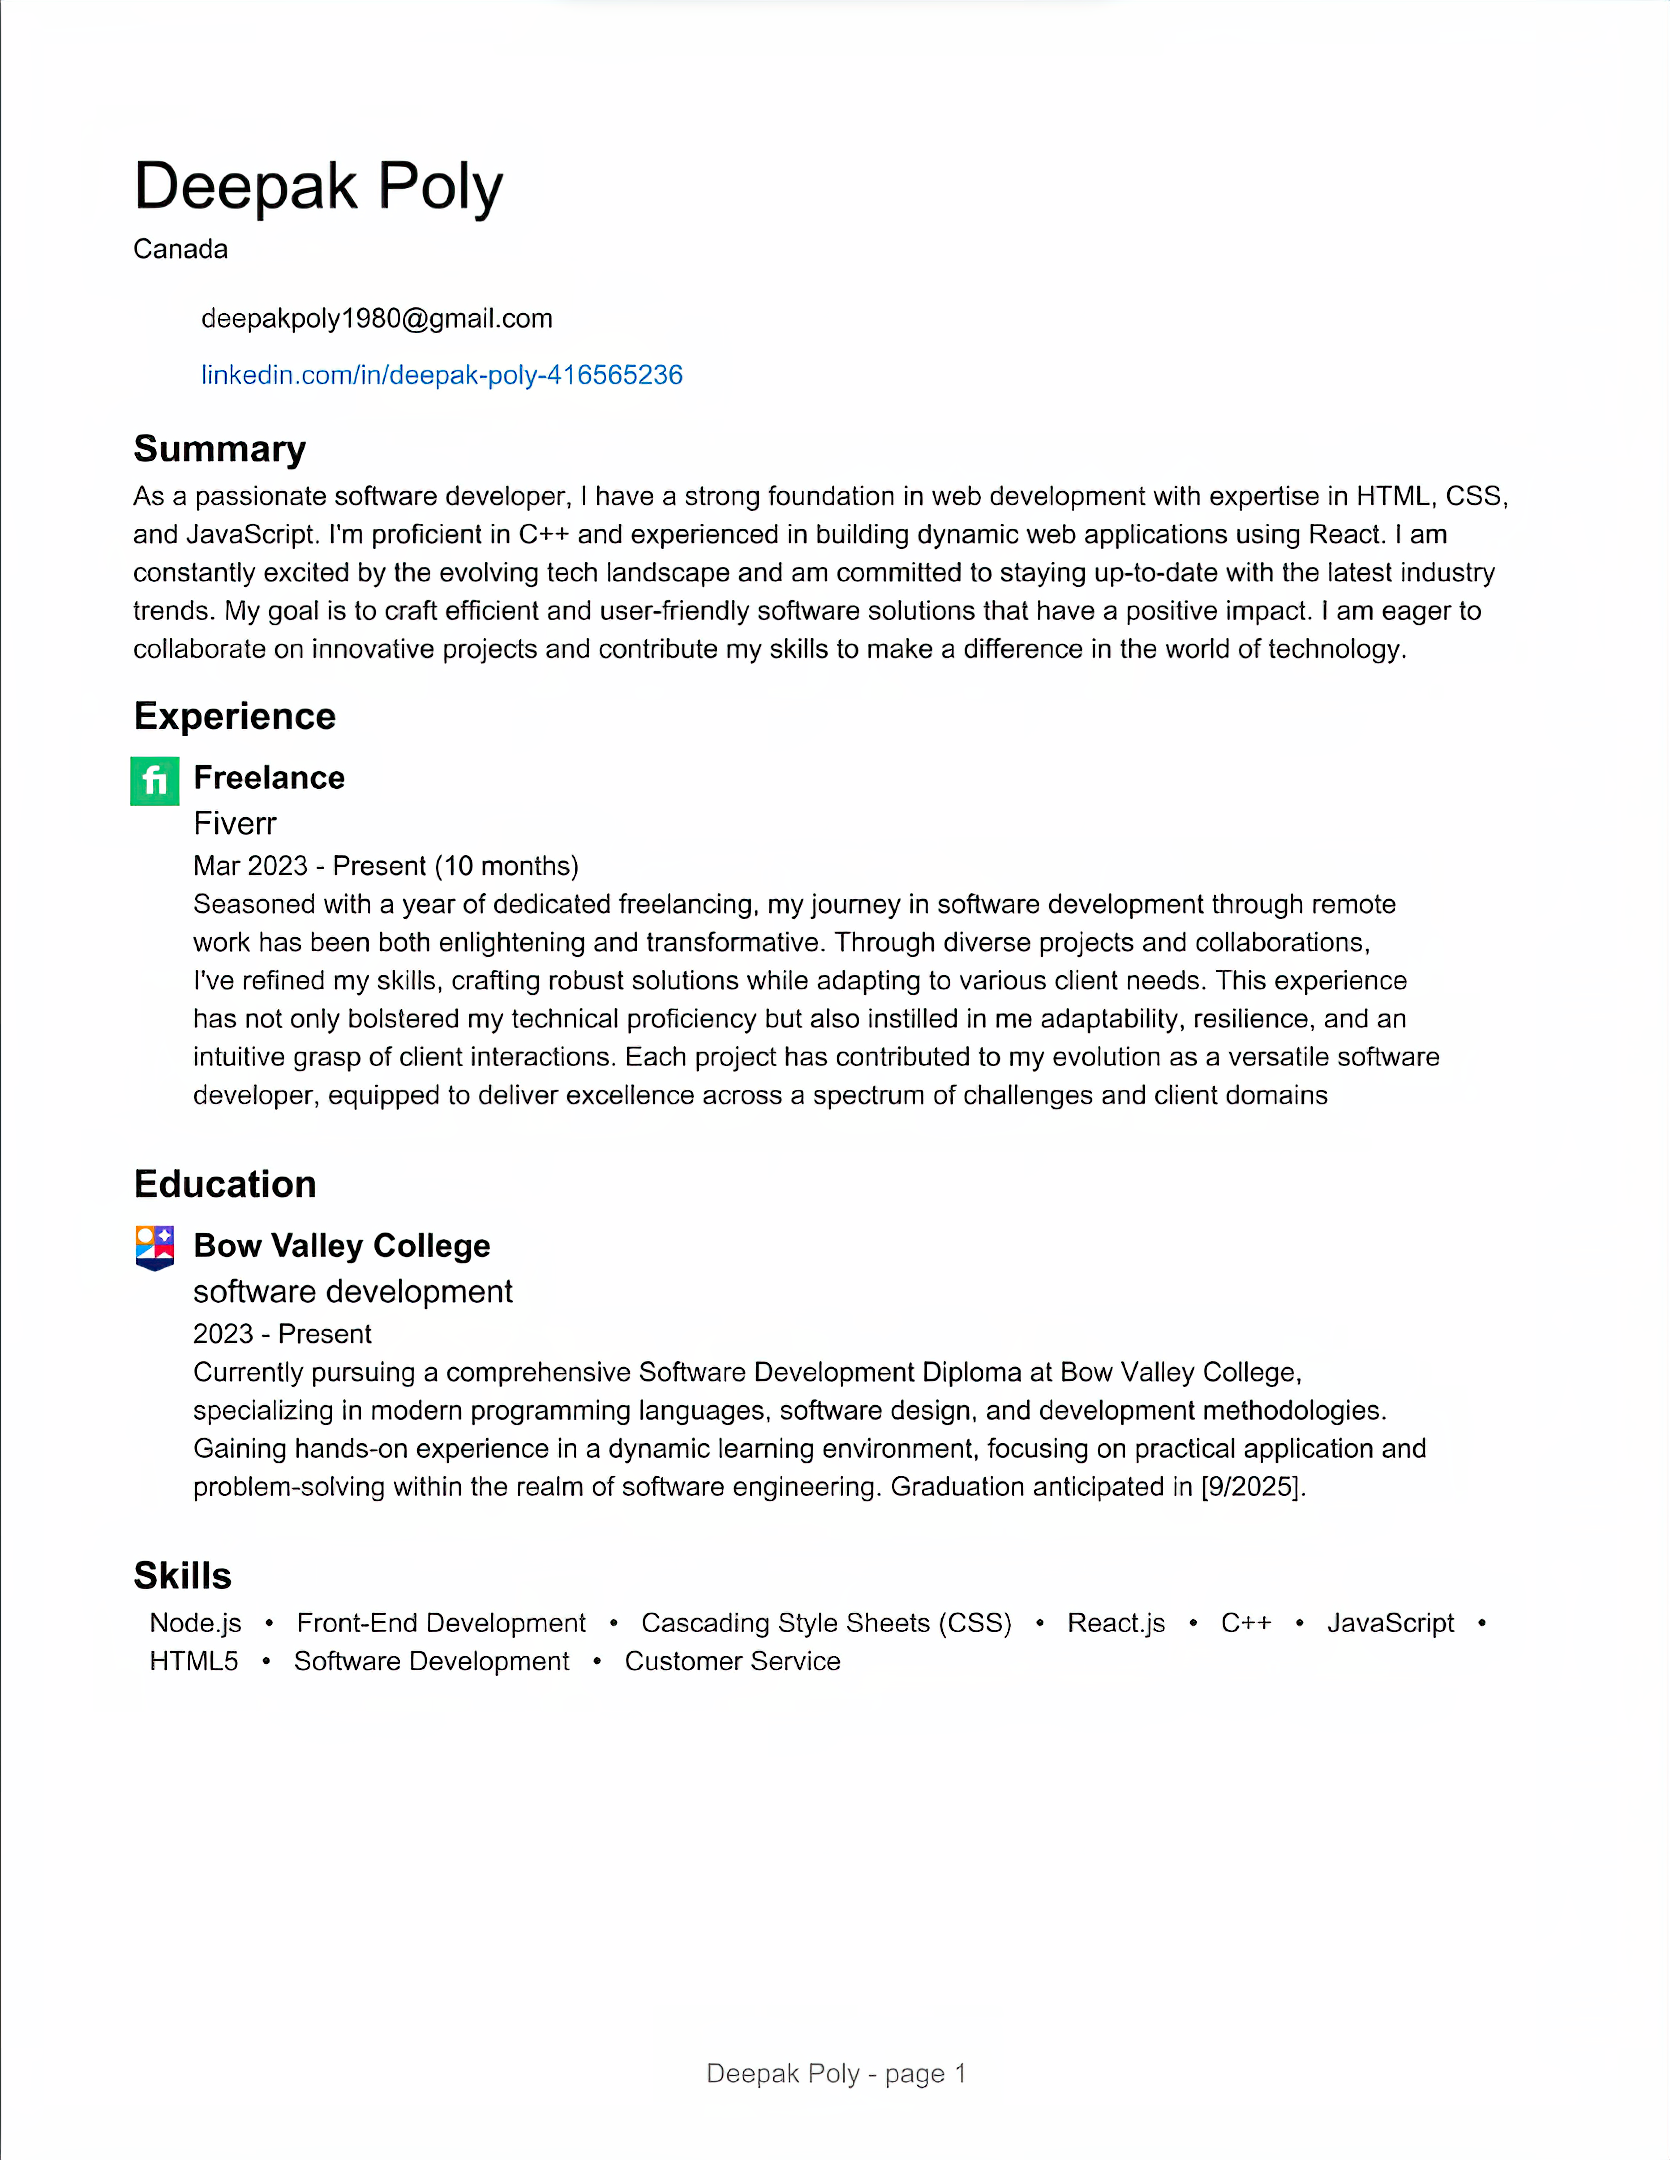 Deepak Poly
Canada
deepakpoly1980@gmail.com
linkedin.com/in/deepak-poly-416565236
Summary
As a passionate software developer, I have a strong foundation in web development with expertise in HTML, CSS,
and JavaScript. I'm proficient in C++ and experienced in building dynamic web applications using React. I am
constantly excited by the evolving tech landscape and am committed to staying up-to-date with the latest industry
trends. My goal is to craft efficient and user-friendly software solutions that have a positive impact. I am eager to
collaborate on innovative projects and contribute my skills to make a difference in the world of technology.
Experience
fi Freelance
Fiverr
Mar 2023 - Present (10 months)
Seasoned with a year of dedicated freelancing, my journey in software development through remote
work has been both enlightening and transformative. Through diverse projects and collaborations,
I've refined my skills, crafting robust solutions while adapting to various client needs. This experience
has not only bolstered my technical proficiency but also instilled in me adaptability, resilience, and an
intuitive grasp of client interactions. Each project has contributed to my evolution as a versatile software
developer, equipped to deliver excellence across a spectrum of challenges and client domains
Education
Bow Valley College
software development
2023 - Present
Currently pursuing a comprehensive Software Development Diploma at Bow Valley College,
specializing in modern programming languages, software design, and development methodologies.
Gaining hands-on experience in a dynamic learning environment, focusing on practical application and
problem-solving within the realm of software engineering. Graduation anticipated in [9/2025].
Skills
Node.js • Front-End Development • Cascading Style Sheets (CSS) • React.js • C++ • JavaScript •
HTML5 • Software Development • Customer Service
Deepak Poly - page 1